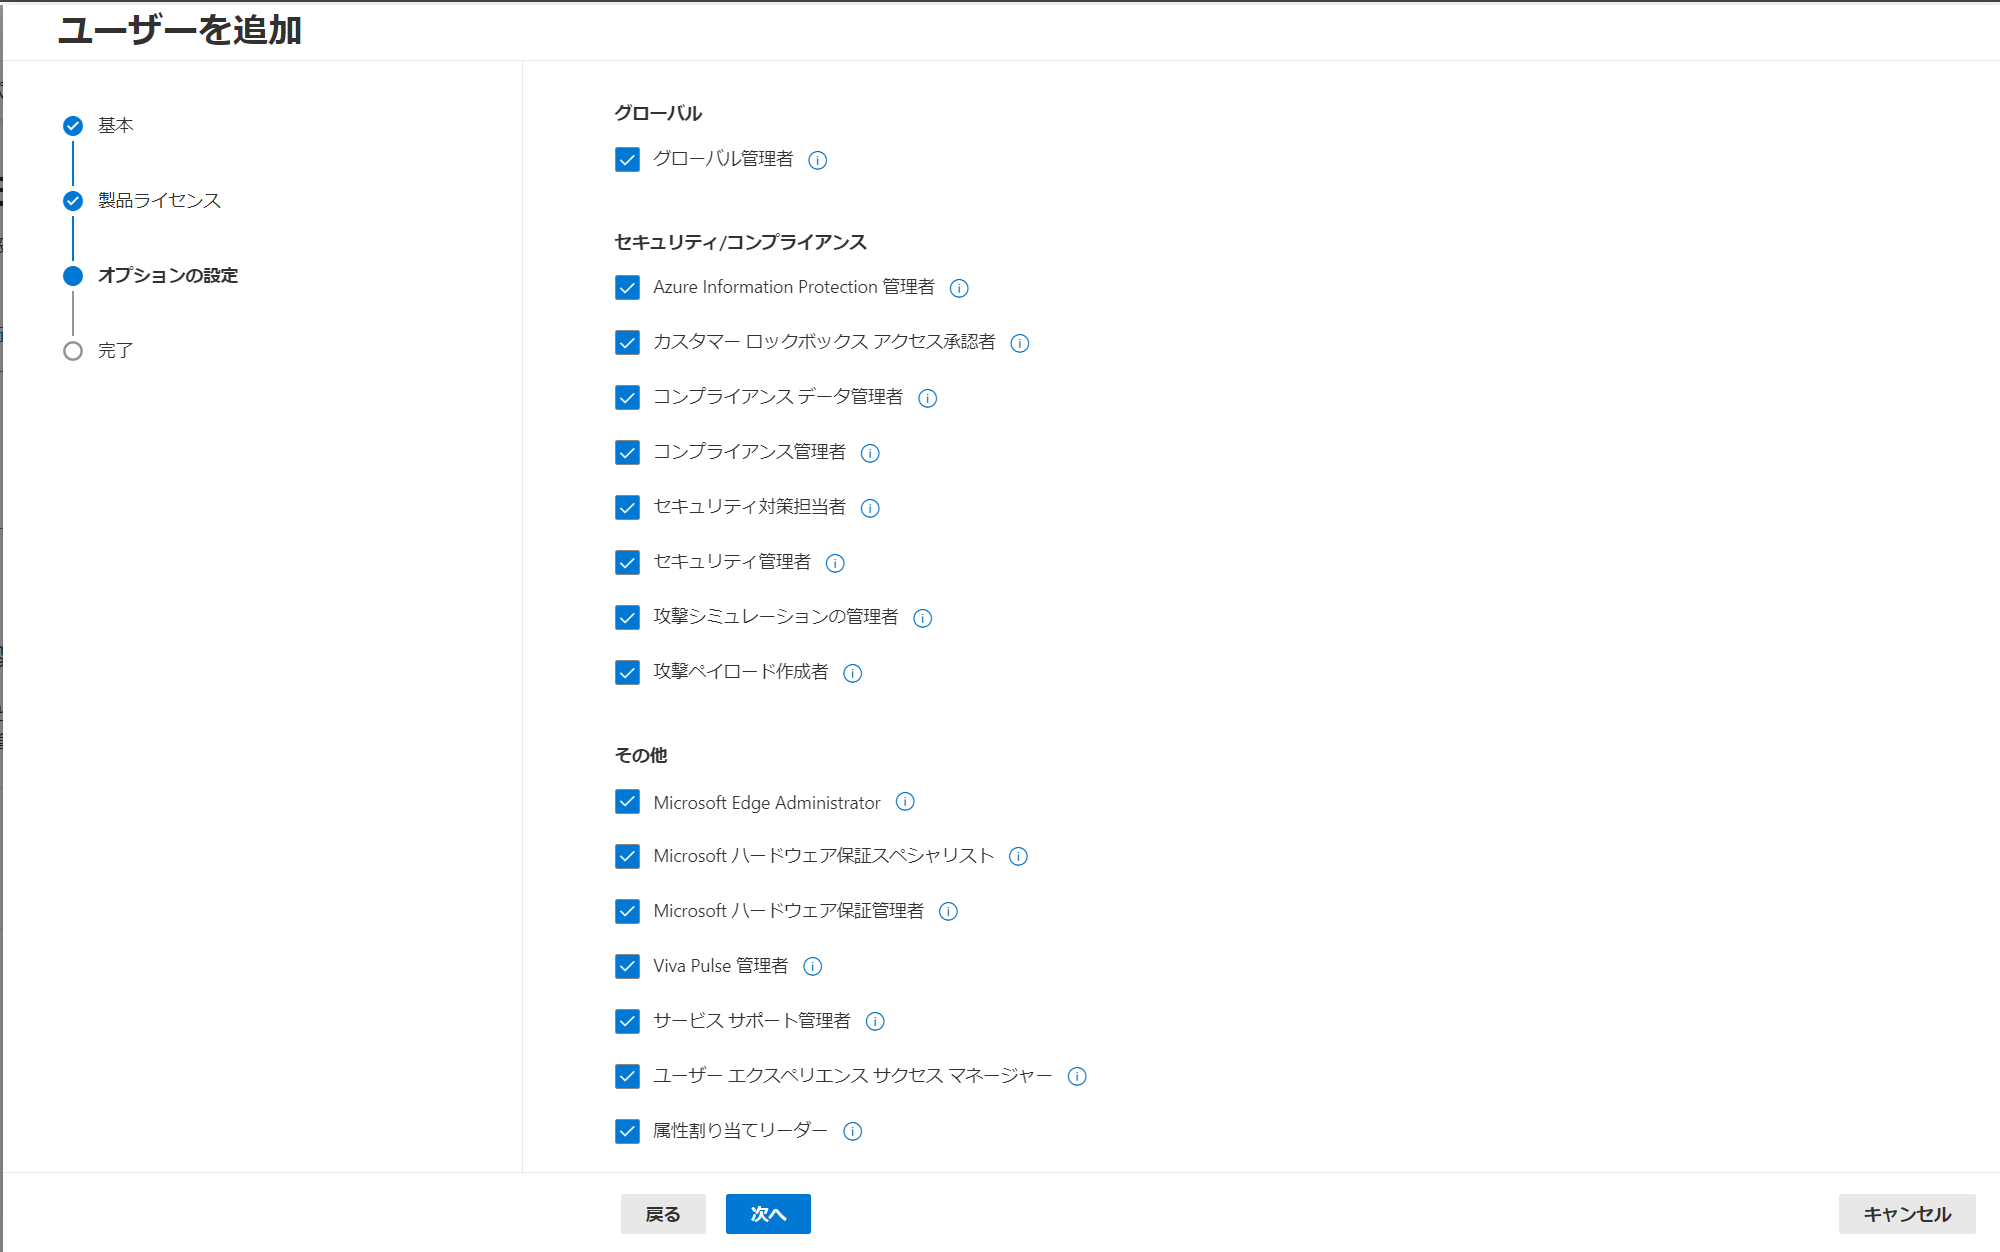 ユーザーを追加
基本
製品ライセンス
オプションの設定
完了
グローバル
グローバル管理者
セキュリティ/コンプライアンス
Azure Information Protection 管理者
カスタマー ロックボックス アクセス承認者
コンプライアンス データ管理者
コンプライアンス管理者
セキュリティ対策担当者
セキュリティ管理者
攻撃シミュレーションの管理者
攻撃ペイロード作成者
その他
Microsoft Edge Administrator
Microsoft ハードウェア保証スペシャリスト
Microsoft ハードウェア保証管理者
Viva Pulse 管理者
サービス サポート管理者
ユーザー エクスペリエンス サクセス マネージャー
属性割り当てリーダー
戻る
次へ
キャンセル